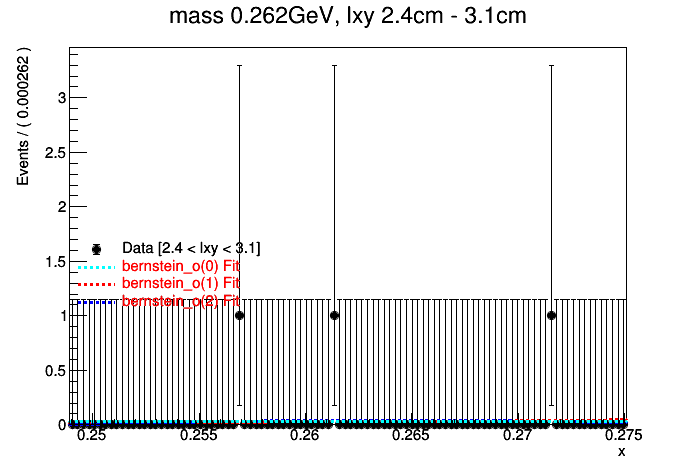 mass 0.262GeV, lxy 2.4cm - 3.1cm
Events / ( 0.000262 )
3
2.5
2
1.5
1
0.5
0
Data [2.4 < lxy < 3.1]
bernstein_o(0) Fit
bernstein_o(1) Fit
bernstein_o(2) Fit
0.25 0.255 0.26 0.265 0.27 0.275
x